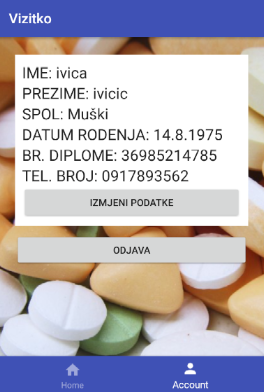 Vizitko
IME: ivica
PREZIME: ivicic
SPOL: Muški
DATUM RODENJA: 14.8.1975
BR. DIPLOME: 36985214785
TEL. BROJ: 0917893562
IZMJENI PODATKE
ODJAVA
Home
Account